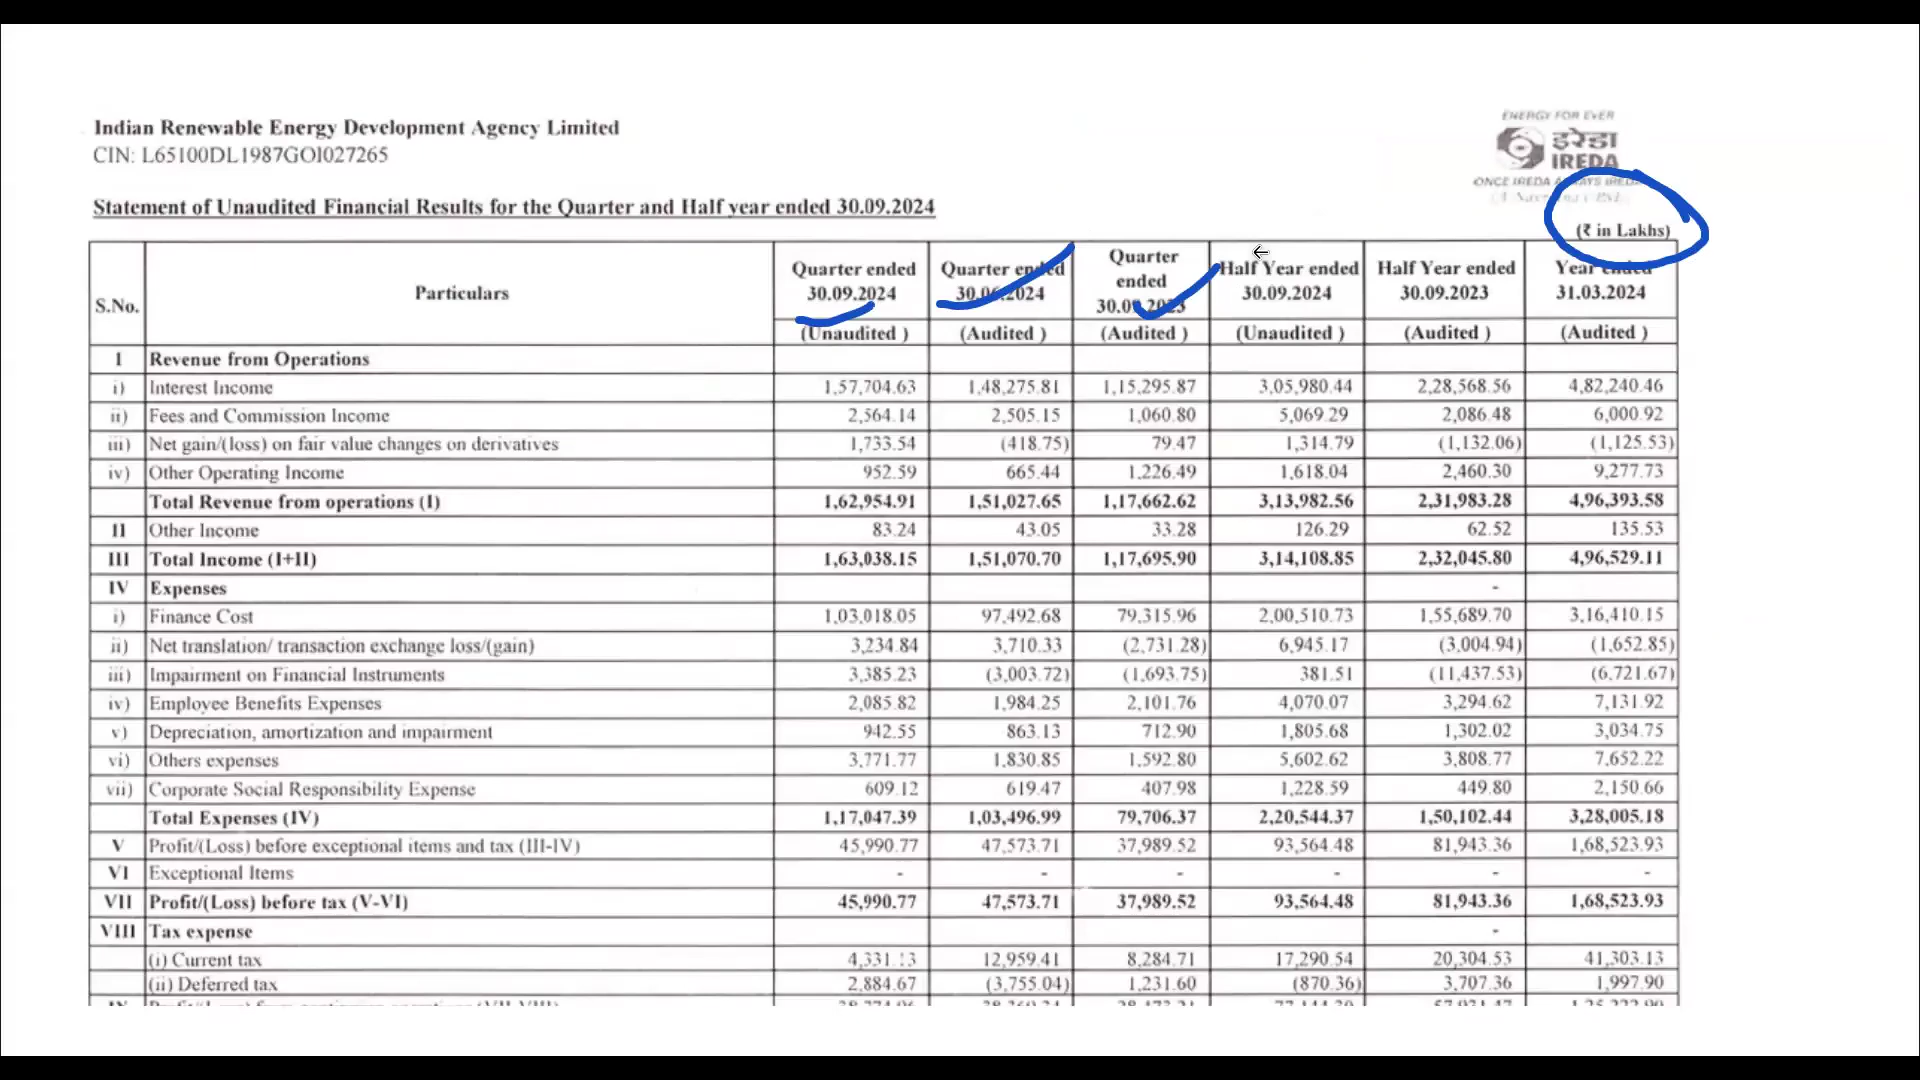 ENERGY FOR EVER
Indian Renewable Energy Development Agency Limited
इरेडा
CIN: L65100DL1987GOI027265
IREDA
ONCE IREDA IREDA
Statement of Unaudited Financial Results for the Quarter and Half year ended 30.09.2024
(₹ in Lakhs)
S.No. Particulars Quarter ended 30.09.2024 Quarter ended 30.06.2024 Quarter ended 30.09.2023 Half Year ended 30.09.2024 Half Year ended 30.09.2023 Year ended 31.03.2024
(Unaudited ) (Audited ) (Audited ) (Unaudited ) (Audited ) (Audited )
I Revenue from Operations
i) Interest Income 1,57,704.63 1,48,275.81 1,15,295.87 3,05,980.44 2,28,568.56 4,82,240.46
ii) Fees and Commission Income 2,564.14 2,505.15 1,060.80 5,069.29 2,086.48 6,000.92
iii) Net gain/(loss) on fair value changes on derivatives 1,733.54 (418.75) 79.47 1,314.79 (1,132.06) (1,125.53)
iv) Other Operating Income 952.59 665.44 1,226.49 1,618.04 2,460.30 9,277.73
Total Revenue from operations (I) 1,62,954.91 1,51,027.65 1,17,662.62 3,13,982.56 2,31,983.28 4,96,393.58
II Other Income 83.24 43.05 33.28 126.29 62.52 135.53
III Total Income (I+II) 1,63,038.15 1,51,070.70 1,17,695.90 3,14,108.85 2,32,045.80 4,96,529.11
IV Expenses -
i) Finance Cost 1,03,018.05 97,492.68 79,315.96 2,00,510.73 1,55,689.70 3,16,410.15
ii) Net translation/ transaction exchange loss/(gain) 3,234.84 3,710.33 (2,731.28) 6,945.17 (3,004.94) (1,652.85)
iii) Impairment on Financial Instruments 3,385.23 (3,003.72) (1,693.75) 381.51 (11,437.53) (6,721.67)
iv) Employee Benefits Expenses 2,085.82 1,984.25 2,101.76 4,070.07 3,294.62 7,131.92
v) Depreciation, amortization and impairment 942.55 863.13 712.90 1,805.68 1,302.02 3,034.75
vi) Others expenses 3,771.77 1,830.85 1,592.80 5,602.62 3,808.77 7,652.22
vii) Corporate Social Responsibility Expense 609.12 619.47 407.98 1,228.59 449.80 2,150.66
Total Expenses (IV) 1,17,047.39 1,03,496.99 79,706.37 2,20,544.37 1,50,102.44 3,28,005.18
V Profit/(Loss) before exceptional items and tax (III-IV) 45,990.77 47,573.71 37,989.52 93,564.48 81,943.36 1,68,523.93
VI Exceptional Items - - - - - -
VII Profit/(Loss) before tax (V-VI) 45,990.77 47,573.71 37,989.52 93,564.48 81,943.36 1,68,523.93
VIII Tax expense -
(i) Current tax 4,331.13 12,959.41 8,284.71 17,290.54 20,304.53 41,303.13
(ii) Deferred tax 2,884.67 (3,755.04) 1,231.60 (870.36) 3,707.36 1,997.90